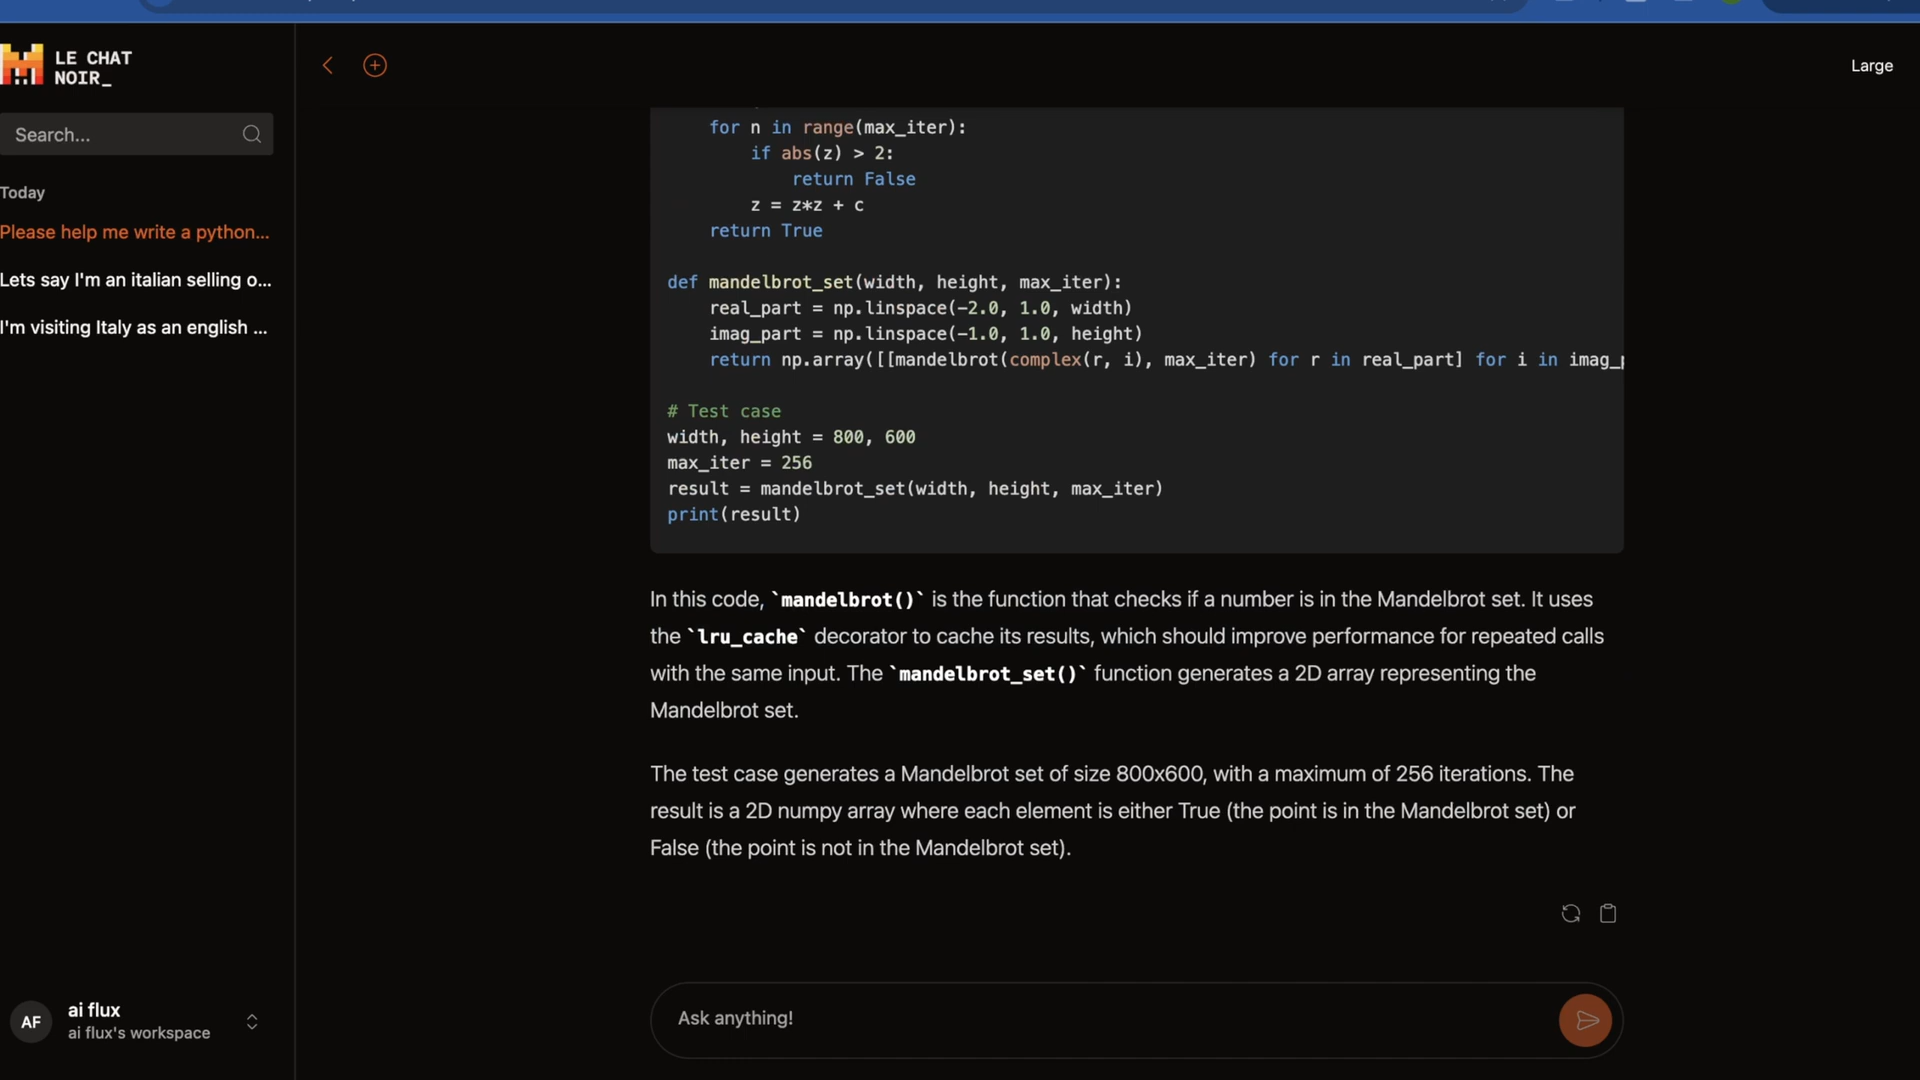 LE CHAT
NOIR_
Search...
Today
Please help me write a python...
Lets say I'm an italian selling o...
I'm visiting Italy as an english ...
AF
ai flux
ai flux's workspace
Large
for n in range(max_iter):
if abs(z) > 2:
return False
z = z*z + c
return True
def mandelbrot_set(width, height, max_iter):
real_part = np.linspace(-2.0, 1.0, width)
imag_part = np.linspace(-1.0, 1.0, height)
return np.array([[mandelbrot(complex(r, i), max_iter) for r in real_part] for i in imag_p
# Test case
width, height = 800, 600
max_iter = 256
result = mandelbrot_set(width, height, max_iter)
print(result)
In this code, `mandelbrot()` is the function that checks if a number is in the Mandelbrot set. It uses
the `lru_cache` decorator to cache its results, which should improve performance for repeated calls
with the same input. The `mandelbrot_set()` function generates a 2D array representing the
Mandelbrot set.
The test case generates a Mandelbrot set of size 800x600, with a maximum of 256 iterations. The
result is a 2D numpy array where each element is either True (the point is in the Mandelbrot set) or
False (the point is not in the Mandelbrot set).
Ask anything!